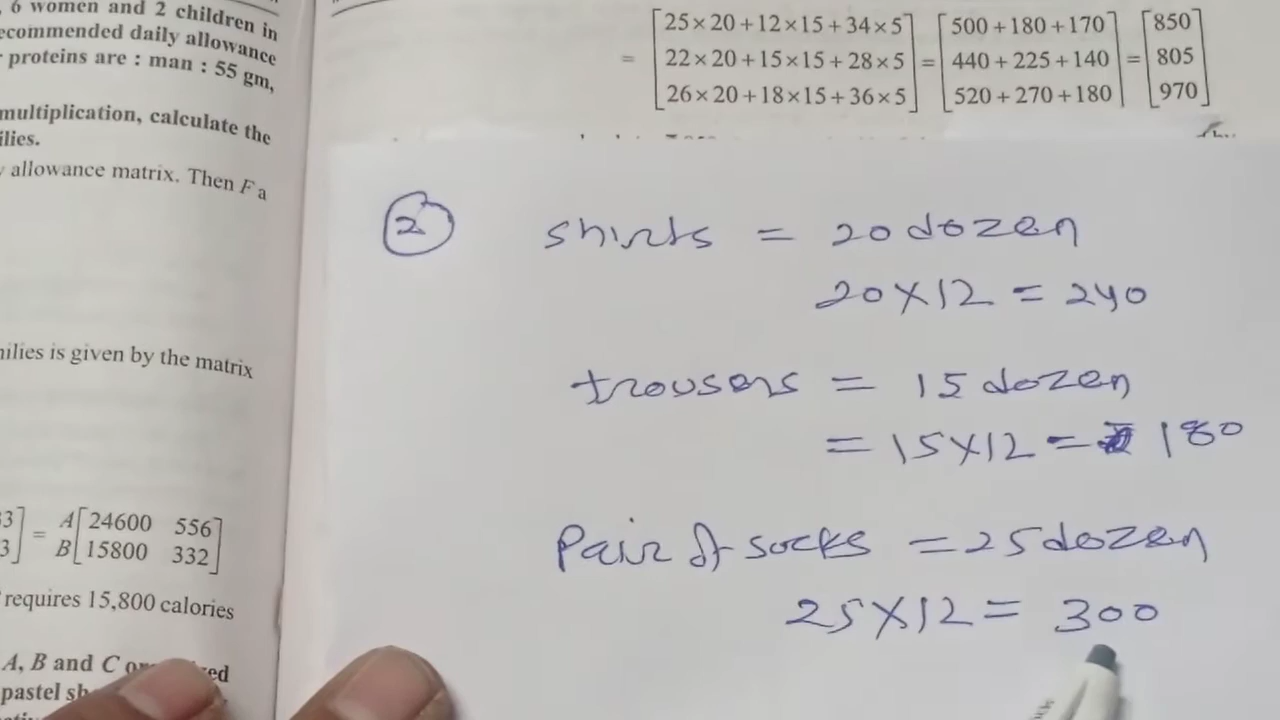 6 women and 2 children in
ecommended daily allowance
proteins are : man : 55 gm,
multiplication, calculate the
ilies.
allowance matrix. Then F a
nilies is given by the matrix
3] = A[24600 556]
3] B[15800 332]
requires 15,800 calories
A, B and C
pastel
= [25×20+12×15+34×5] = [500+180+170] = [850]
[22×20+15×15+28×5] [440+225+140] [805]
[26×20+18×15+36×5] [520+270+180] [970]
② shirts = 20 dozen
20×12 = 240
trousers = 15 dozen
= 15×12 = 180
Pair of socks = 25 dozen
25×12 = 300